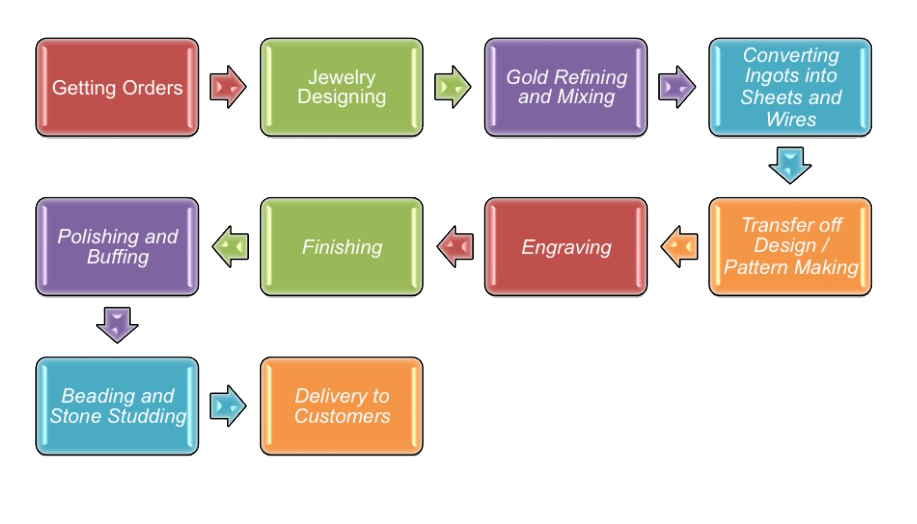 Getting Orders
Jewelry
Designing
Gold Refining
and Mixing
Converting
Ingots into
Sheets and
Wires
Transfer off
Design /
Pattern Making
Engraving
Finishing
Polishing and
Buffing
Beading and
Stone Studding
Delivery to
Customers